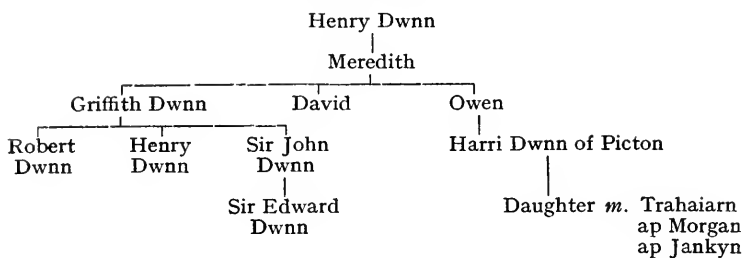 Henry Dwnn
Meredith
Griffith Dwnn David Owen
Robert Henry Sir John Harri Dwnn of Picton
Dwnn Dwnn Dwnn
Sir Edward Daughter m. Trahaiarn
Dwnn ap Morgan
ap Jankyn